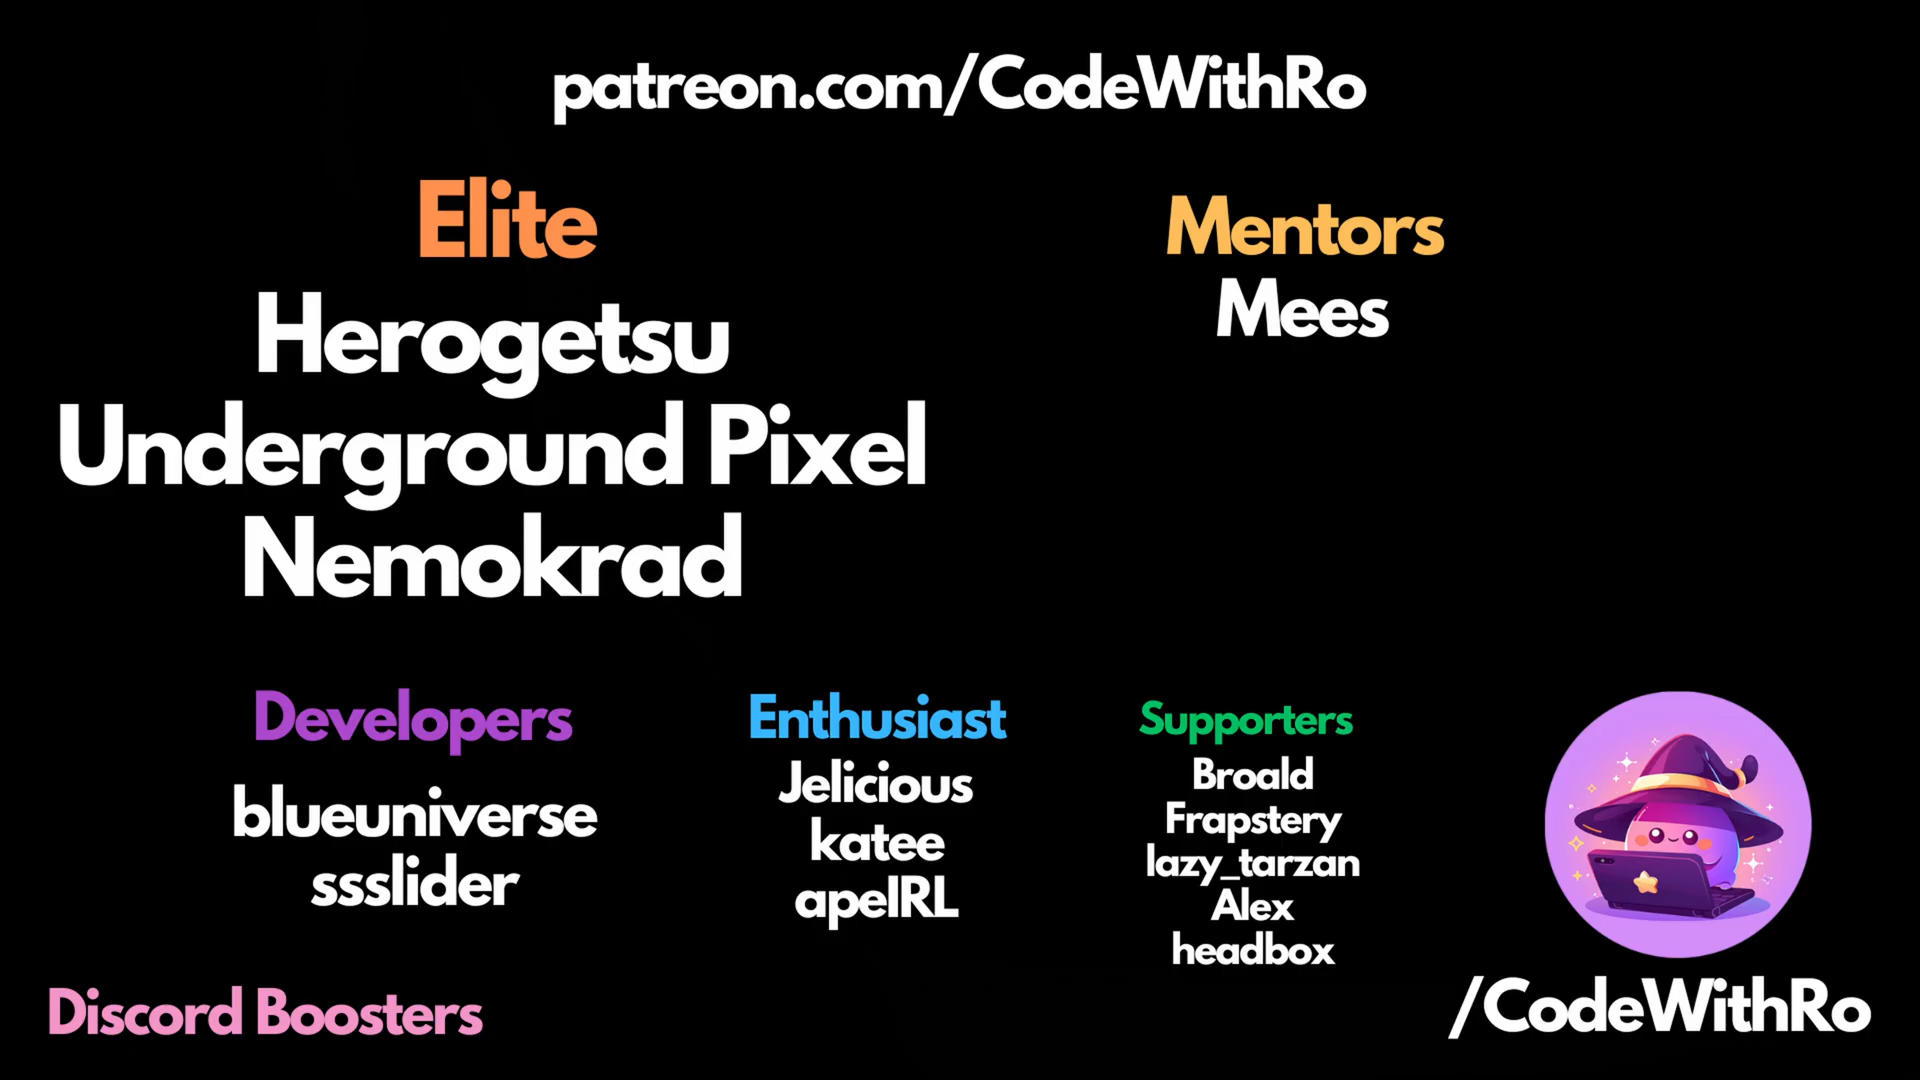 patreon.com/CodeWithRo
Elite
Herogetsu
Underground Pixel
Nemokrad
Mentors
Mees
Developers
blueuniverse
ssslider
Enthusiast
Jelicious
katee
apeIRL
Supporters
Broald
Frapstery
lazy_tarzan
Alex
headbox
Discord Boosters
/CodeWithRo